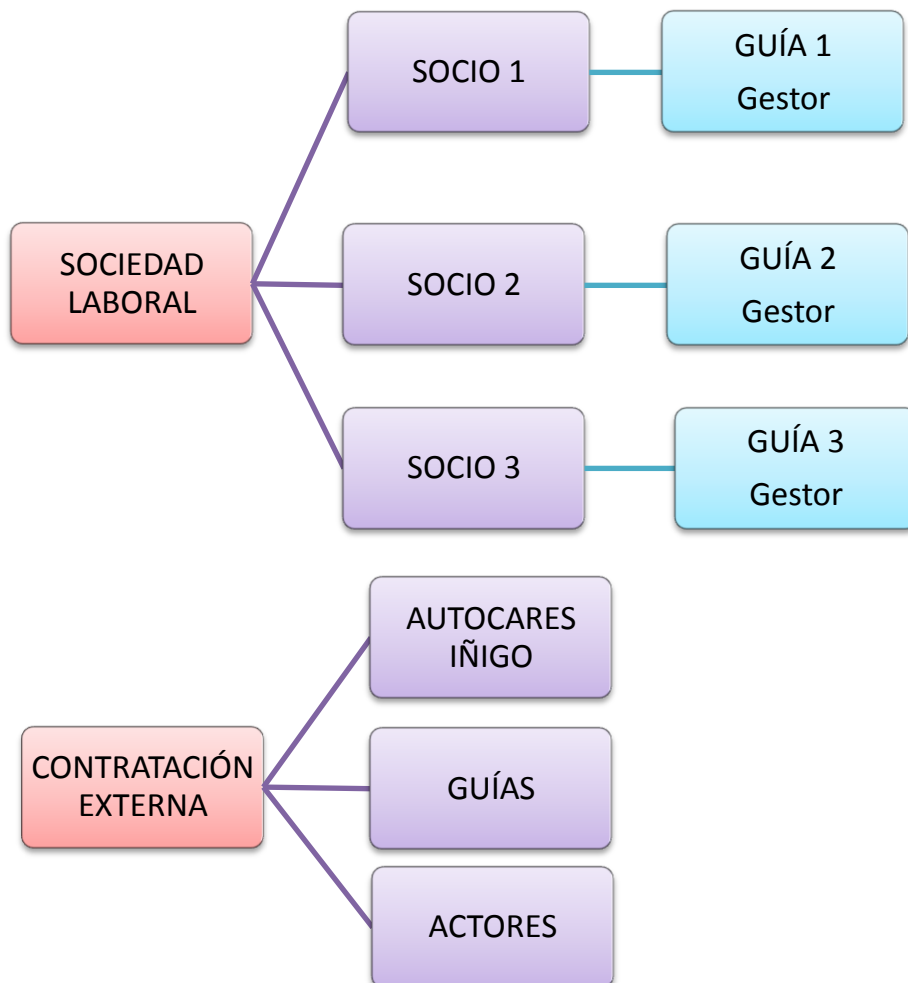 SOCIO 1
GUÍA 1
Gestor
SOCIEDAD
LABORAL
SOCIO 2
GUÍA 2
Gestor
SOCIO 3
GUÍA 3
Gestor
CONTRATACIÓN
EXTERNA
AUTOCARES
IÑIGO
GUÍAS
ACTORES